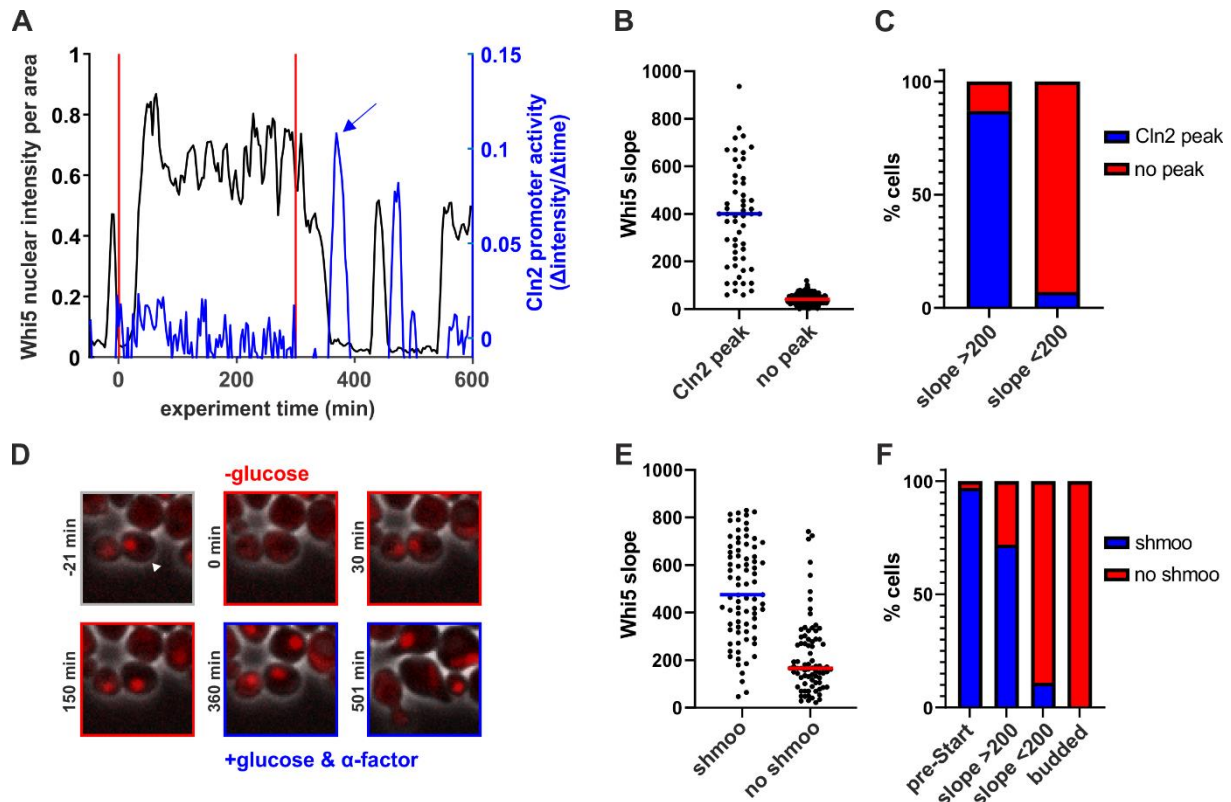 A
Whi5 nuclear intensity per area
1
0.8
0.6
0.4
0.2
0
0.15
0.10
0.05
0
Cln2 promoter activity
(Δintensity/Δtime)
0
200
400
600
experiment time (min)
B
Whi5 slope
1000
800
600
400
200
0
Cln2 peak
no peak
C
% cells
100
50
0
slope >200
slope <200
Cln2 peak
no peak
D
-glucose
-21 min
0 min
30 min
150 min
360 min
501 min
+glucose & α-factor
E
Whi5 slope
1000
800
600
400
200
0
shmoo
no shmoo
F
% cells
100
50
0
pre-Start
slope >200
slope <200
budded
shmoo
no shmoo